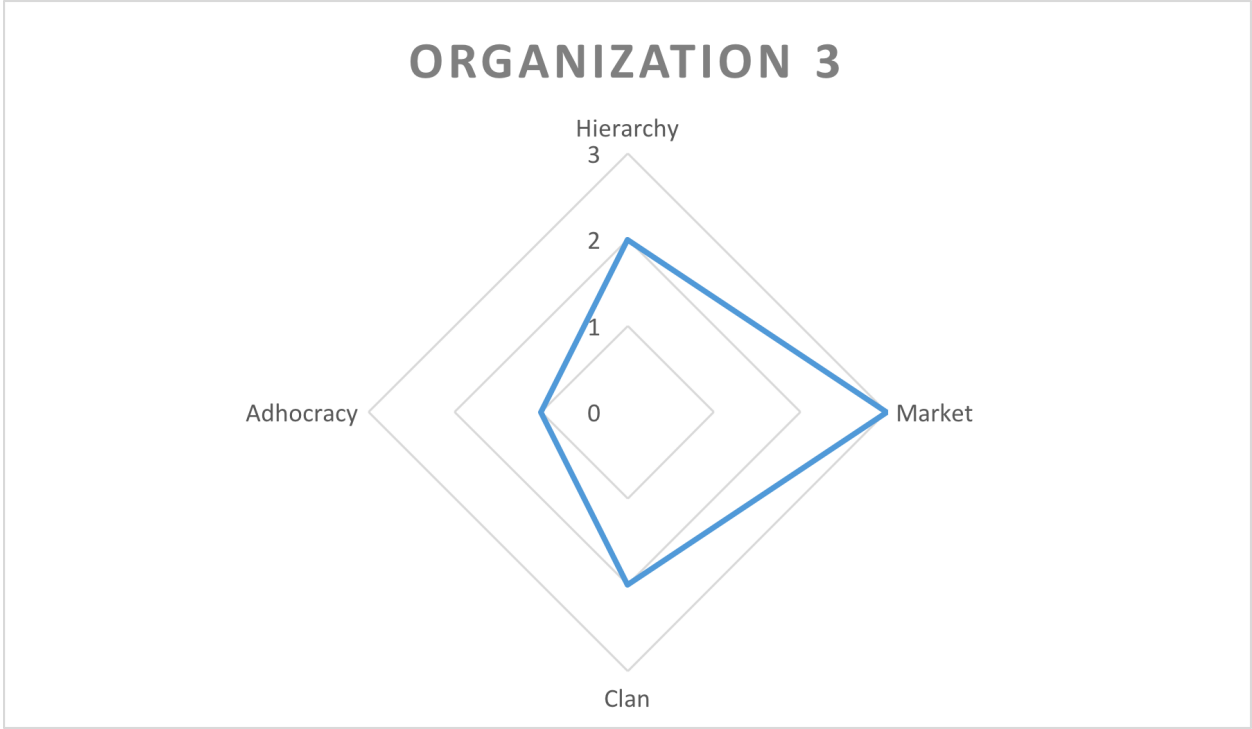 ORGANIZATION 3
Hierarchy
3
2
1
0
Adhocracy
Market
Clan